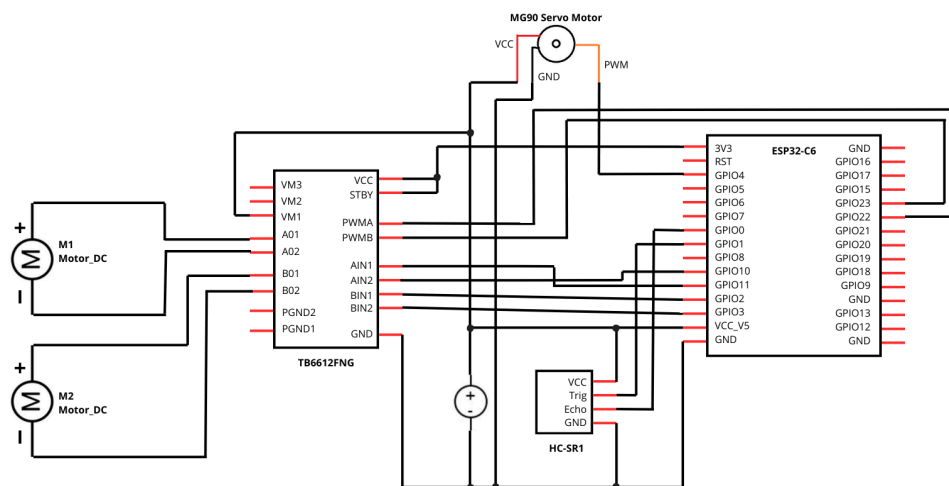 MG90 Servo Motor
VCC
GND
PWM
ESP32-C6
3V3
RST
GPIO4
GPIO5
GPIO6
GPIO7
GPIO0
GPIO1
GPIO8
GPIO10
GPIO11
GPIO2
GPIO3
VCC_V5
GND
GND
GPIO16
GPIO17
GPIO15
GPIO23
GPIO22
GPIO21
GPIO20
GPIO19
GPIO18
GPIO9
GND
GPIO13
GPIO12
GND
VM3
VM2
VM1
A01
A02
B01
B02
PGND2
PGND1
VCC
STBY
PWMA
PWMB
AIN1
AIN2
BIN1
BIN2
GND
TB6612FNG
+
M
M1
Motor_DC
–
+
M
M2
Motor_DC
–
+
-
VCC
Trig
Echo
GND
HC-SR1